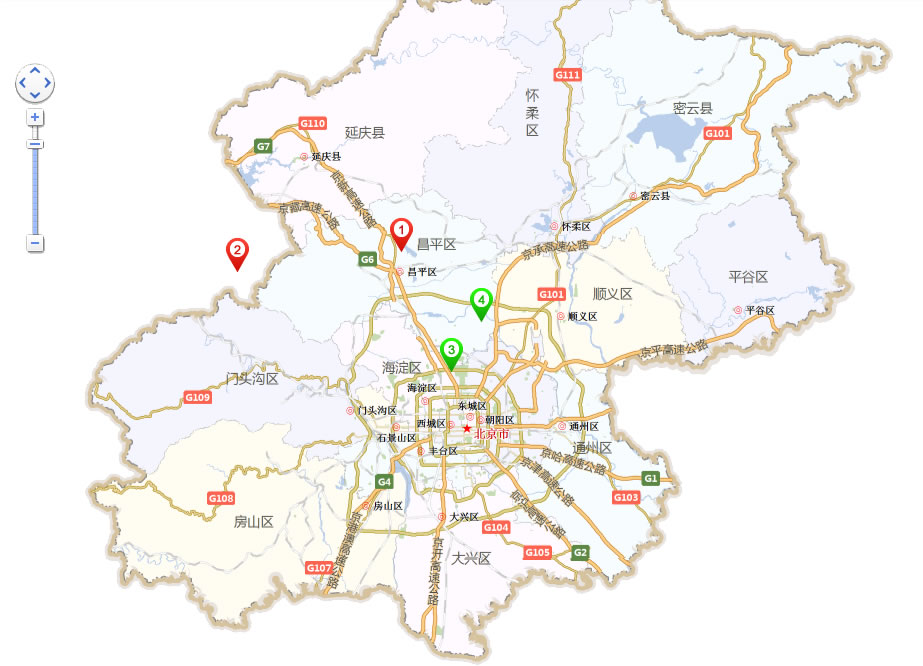 G111
怀柔区
密云县
G110
延庆县
G101
G7
延庆县
京藏高速公路
密云县
京藏高速公路
怀柔区
1
昌平区
京承高速公路
2
G6
昌平区
平谷区
G101
顺义区
4
平谷区
顺义区
3
京平高速公路
海淀区
门头沟区
海淀区
G109
东城区
门头沟区
西城区
朝阳区
通州区
石景山区
北京市
丰台区
通州区
京哈高速公路
京津高速公路
G1
G4
G108
G103
房山区
房山区
大兴区
G104
京港澳高速公路
京开高速公路
G105
G2
大兴区
G107